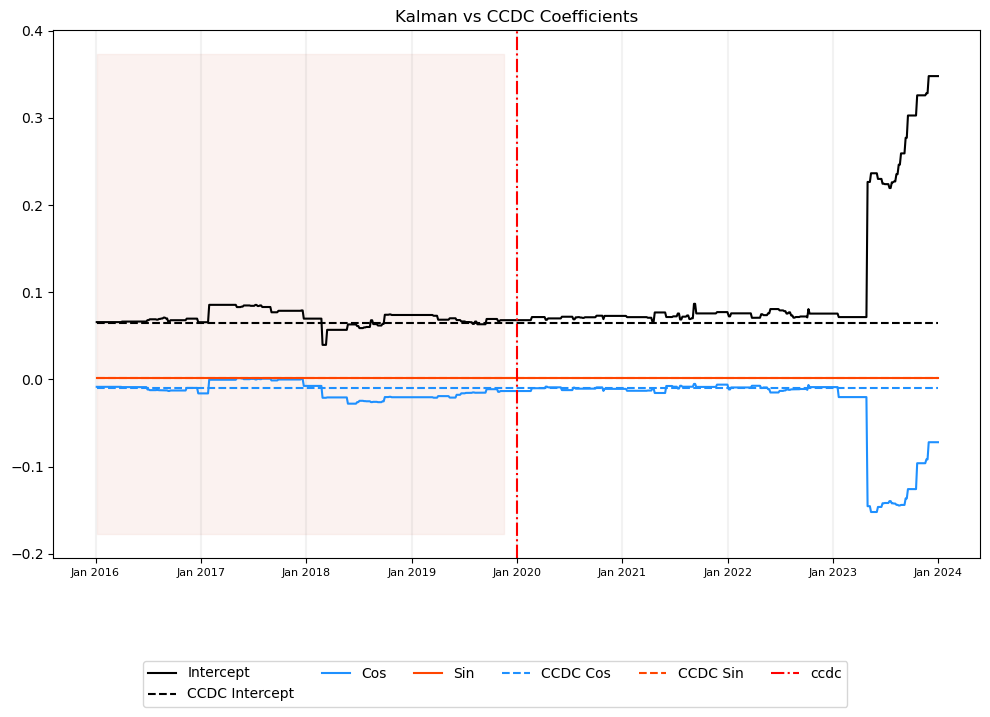 Kalman vs CCDC Coefficients
0.4
0.3
0.2
0.1
0.0
−0.1
−0.2
Jan 2016 Jan 2017 Jan 2018 Jan 2019 Jan 2020 Jan 2021 Jan 2022 Jan 2023 Jan 2024
Intercept Cos Sin CCDC Cos CCDC Sin ccdc
CCDC Intercept